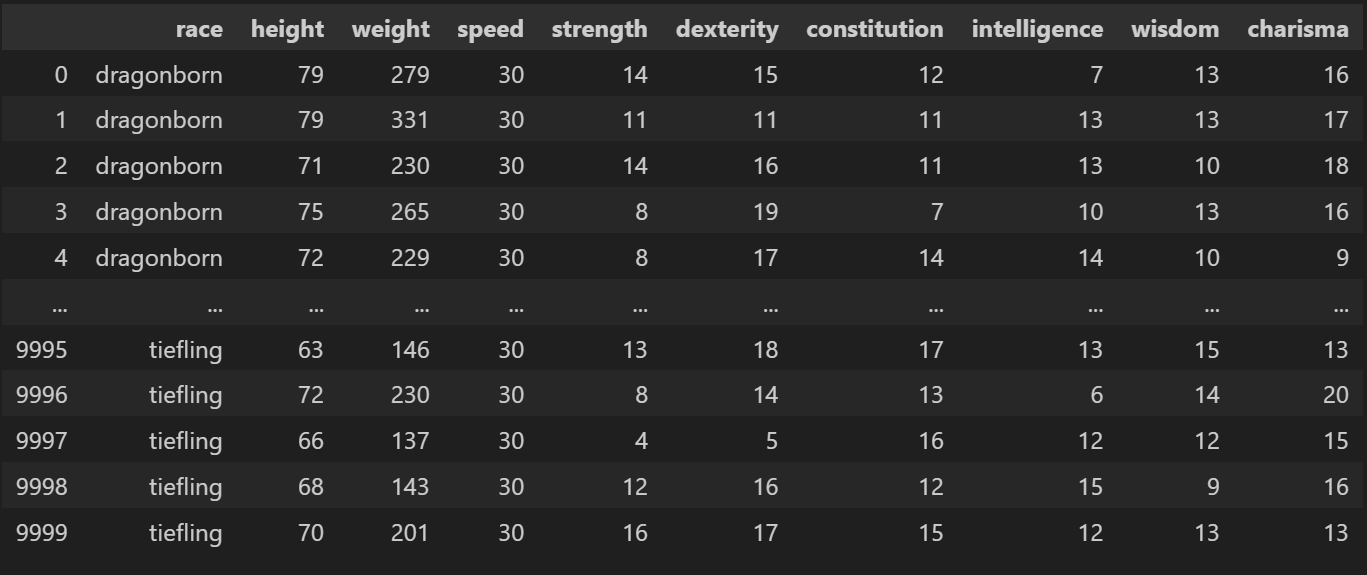 race height weight speed strength dexterity constitution intelligence wisdom charisma
0 dragonborn 79 279 30 14 15 12 7 13 16
1 dragonborn 79 331 30 11 11 11 13 13 17
2 dragonborn 71 230 30 14 16 11 13 10 18
3 dragonborn 75 265 30 8 19 7 10 13 16
4 dragonborn 72 229 30 8 17 14 14 10 9
... ... ... ... ... ... ... ... ... ... ...
9995 tiefling 63 146 30 13 18 17 13 15 13
9996 tiefling 72 230 30 8 14 13 6 14 20
9997 tiefling 66 137 30 4 5 16 12 12 15
9998 tiefling 68 143 30 12 16 12 15 9 16
9999 tiefling 70 201 30 16 17 15 12 13 13